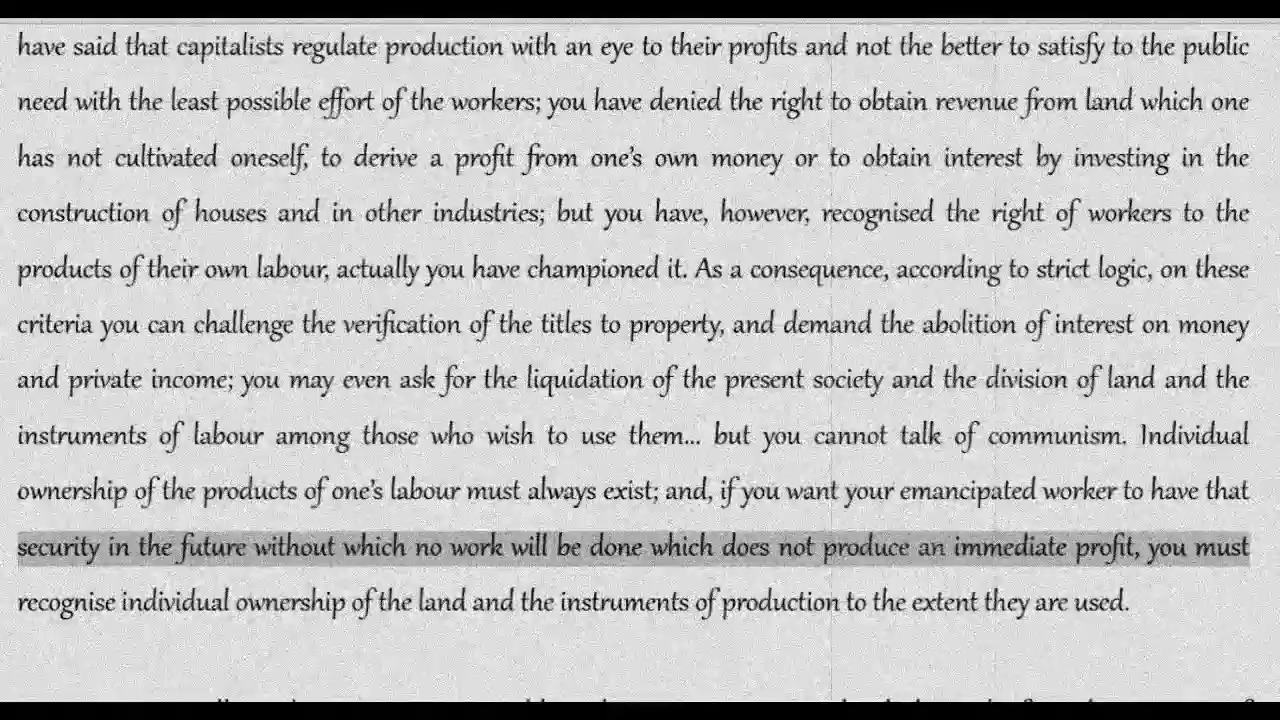 have said that capitalists regulate production with an eye to their profits and not the better to satisfy to the public
need with the least possible effort of the workers; you have denied the right to obtain revenue from land which one
has not cultivated oneself, to derive a profit from one's own money or to obtain interest by investing in the
construction of houses and in other industries; but you have, however, recognised the right of workers to the
products of their own labour, actually you have championed it. As a consequence, according to strict logic, on these
criteria you can challenge the verification of the titles to property, and demand the abolition of interest on money
and private income; you may even ask for the liquidation of the present society and the division of land and the
instruments of labour among those who wish to use them... but you cannot talk of communism. Individual
ownership of the products of one's labour must always exist; and, if you want your emancipated worker to have that
security in the future without which no work will be done which does not produce an immediate profit, you must
recognise individual ownership of the land and the instruments of production to the extent they are used.